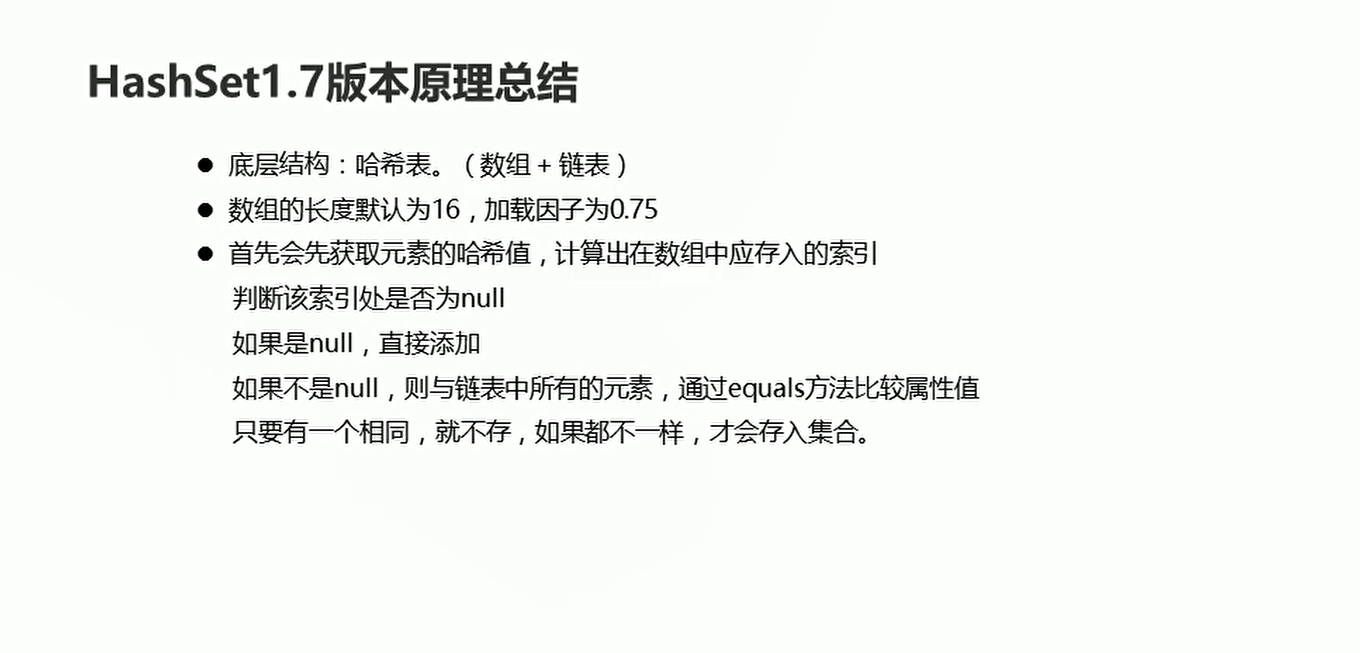 HashSet1.7版本原理总结
● 底层结构：哈希表。（数组 + 链表）
● 数组的长度默认为16，加载因子为0.75
● 首先会先获取元素的哈希值，计算出在数组中应存入的索引
判断该索引处是否为null
如果是null，直接添加
如果不是null，则与链表中所有的元素，通过equals方法比较属性值
只要有一个相同，就不存，如果都不一样，才会存入集合。